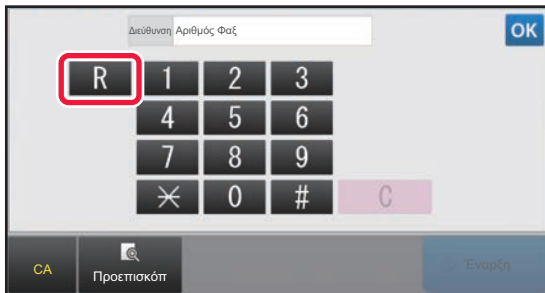 Διεύθυνση Αριθμός Φαξ OK
R 1 2 3
4 5 6
7 8 9
＊ 0 # C
CA Προεπισκόπ Έναρξη